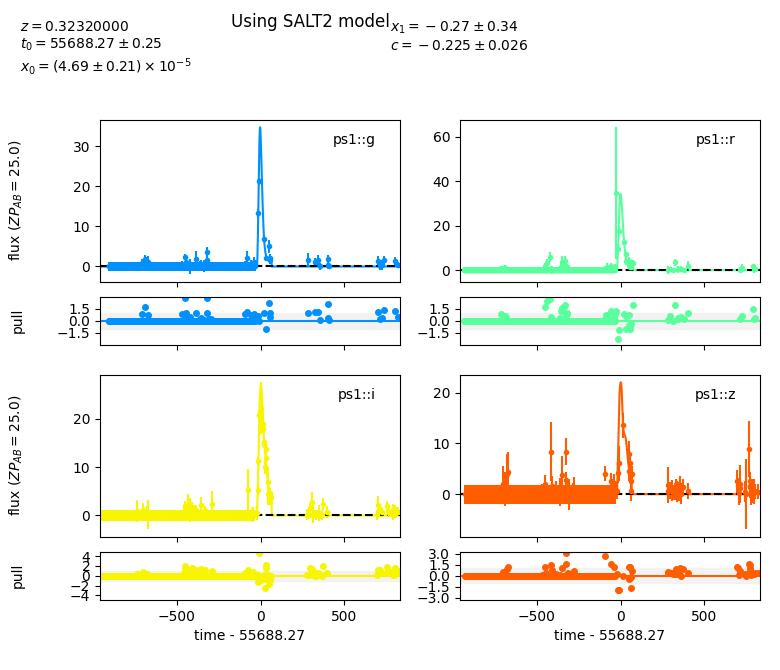 Using SALT2 model
z = 0.32320000
t₀ = 55688.27 ± 0.25
x₀ = (4.69 ± 0.21) × 10⁻⁵
x₁ = −0.27 ± 0.34
c = −0.225 ± 0.026
flux (ZP_AB = 25.0)
30
20
10
0
ps1::g
60
40
20
0
ps1::r
pull
1.5
0.0
−1.5
1.5
0.0
−1.5
flux (ZP_AB = 25.0)
20
10
0
ps1::i
20
10
0
ps1::z
pull
4
2
0
−2
−4
3.0
1.5
0.0
−1.5
−3.0
−500 0 500
−500 0 500
time - 55688.27
time - 55688.27